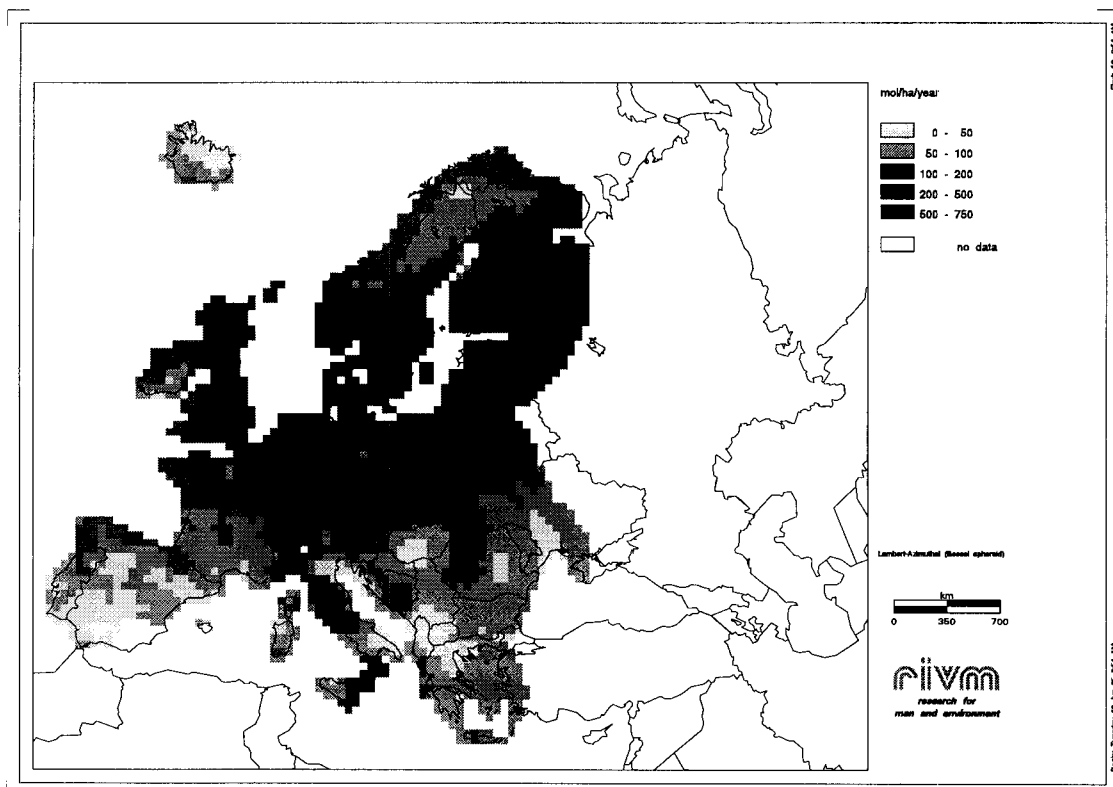 mol/ha/year
0 - 50
50 - 100
100 - 200
200 - 500
500 - 750
no data
Lambert-Azimuthal (Bessel spheroid)
km
0 350 700
rivm
research for
man and environment